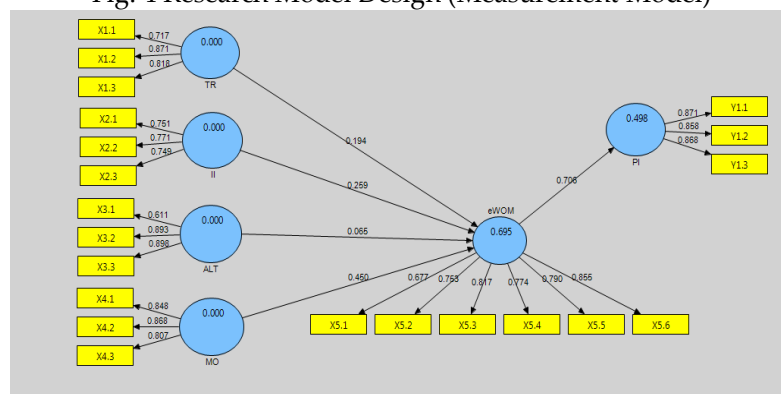 Fig. 1 Research Model Design (Measurement Model)
X1.1
0.717
X1.2
0.871
X1.3
0.818
0.000
TR
0.194
X2.1
0.751
X2.2
0.771
X2.3
0.749
0.000
II
0.259
X3.1
0.611
X3.2
0.893
X3.3
0.898
0.000
ALT
0.065
X4.1
0.848
X4.2
0.868
X4.3
0.807
0.000
MO
0.450
eWOM
0.695
0.677
0.753
0.817
0.774
0.790
0.855
X5.1
X5.2
X5.3
X5.4
X5.5
X5.6
0.706
0.498
PI
0.871
Y1.1
0.858
Y1.2
0.868
Y1.3